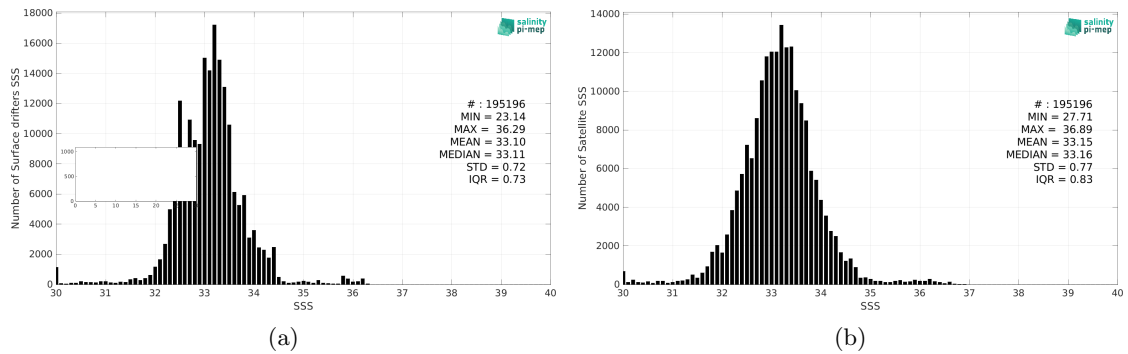 salinity
pi-mep
Number of Surface drifters SSS
18000
16000
14000
12000
10000
8000
6000
4000
2000
0
# : 195196
MIN = 23.14
MAX = 36.29
MEAN = 33.10
MEDIAN = 33.11
STD = 0.72
IQR = 0.73
1000
500
0
0 5 10 15 20
30 31 32 33 34 35 36 37 38 39 40
SSS
(a)
salinity
pi-mep
Number of Satellite SSS
14000
12000
10000
8000
6000
4000
2000
0
# : 195196
MIN = 27.71
MAX = 36.89
MEAN = 33.15
MEDIAN = 33.16
STD = 0.77
IQR = 0.83
30 31 32 33 34 35 36 37 38 39 40
SSS
(b)